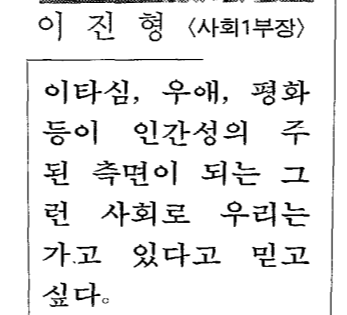 이 진 형 〈사회1부장〉
이타심, 우애, 평화
등이 인간성의 주
된 측면이 되는 그
런 사회로 우리는
가고 있다고 믿고
싶다。